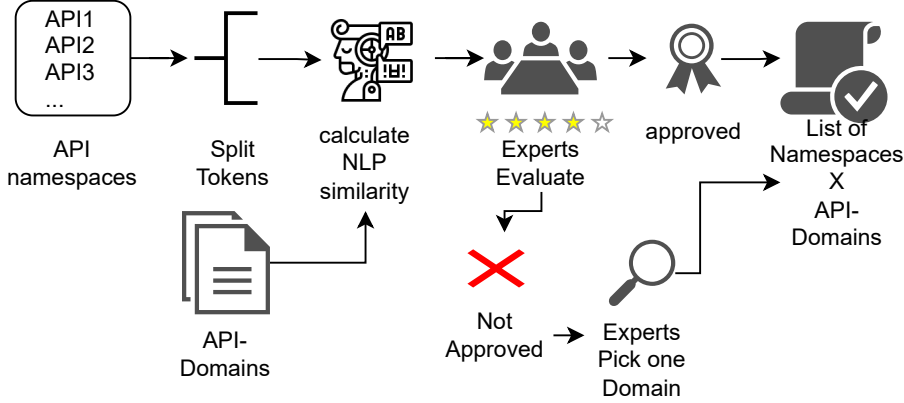 API1
API2
API3
...
API
namespaces
Split
Tokens
AB
calculate
NLP
similarity
Experts
Evaluate
approved
List of
Namespaces
X
API-
Domains
API-
Domains
Not
Approved
Experts
Pick one
Domain